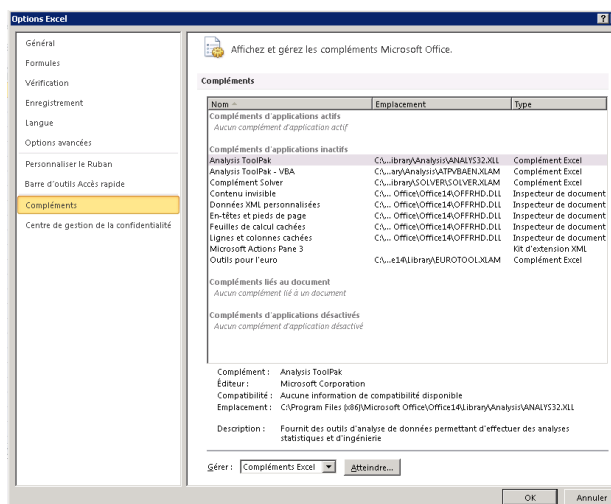 Options Excel
Général
Formules
Vérification
Enregistrement
Langue
Options avancées
Personnaliser le Ruban
Barre d'outils Accès rapide
Compléments
Centre de gestion de la confidentialité
Affichez et gérez les compléments Microsoft Office.
Compléments
Nom Emplacement Type
Compléments d'applications actifs
Aucun complément d'application actif
Compléments d'applications inactifs
Analysis ToolPak C:\...ibrary\Analysis\ANALYS32.XLL Complément Excel
Analysis ToolPak - VBA C:\...ary\Analysis\ATPVBAEN.XLAM Complément Excel
Complément Solver C:\...ibrary\SOLVER\SOLVER.XLAM Complément Excel
Contenu invisible C:\... Office\Office14\OFFRHD.DLL Inspecteur de document
Données XML personnalisées C:\... Office\Office14\OFFRHD.DLL Inspecteur de document
En-têtes et pieds de page C:\... Office\Office14\OFFRHD.DLL Inspecteur de document
Feuilles de calcul cachées C:\... Office\Office14\OFFRHD.DLL Inspecteur de document
Lignes et colonnes cachées C:\... Office\Office14\OFFRHD.DLL Inspecteur de document
Microsoft Actions Pane 3 Kit d'extension XML
Outils pour l'euro C:\...e14\Library\EUROTOOL.XLAM Complément Excel
Compléments liés au document
Aucun complément lié à un document
Compléments d'applications désactivés
Aucun complément d'application désactivé
Complément : Analysis ToolPak
Éditeur : Microsoft Corporation
Compatibilité : Aucune information de compatibilité disponible
Emplacement : C:\Program Files (x86)\Microsoft Office\Office14\Library\Analysis\ANALYS32.XLL
Description : Fournit des outils d'analyse de données permettant d'effectuer des analyses
statistiques et d'ingénierie
Gérer : Compléments Excel Atteindre...
OK Annuler